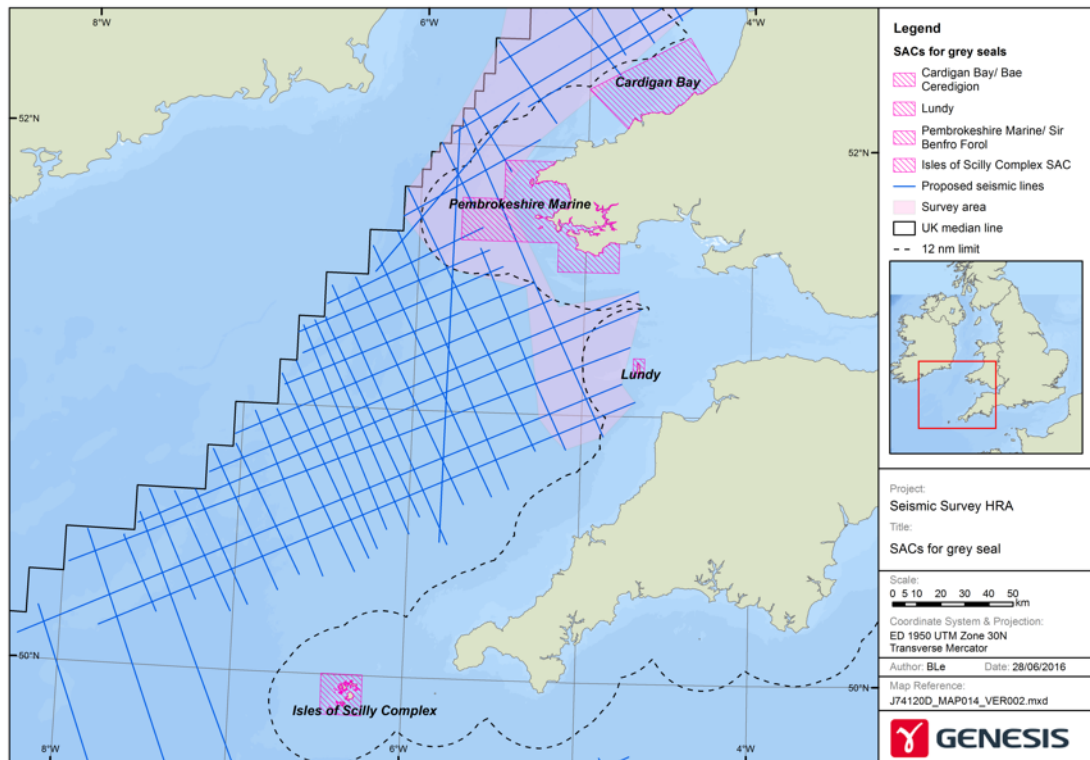 8°W
6°W
4°W
52°N
52°N
Cardigan Bay
Pembrokeshire Marine
Lundy
50°N
50°N
Isles of Scilly Complex
8°W
6°W
4°W
Legend
SACs for grey seals
Cardigan Bay/ Bae
Ceredigion
Lundy
Pembrokeshire Marine/ Sir
Benfro Forol
Isles of Scilly Complex SAC
Proposed seismic lines
Survey area
UK median line
12 nm limit
Project:
Seismic Survey HRA
Title:
SACs for grey seal
Scale:
0 5 10 20 30 40 50
km
Coordinate System & Projection:
ED 1950 UTM Zone 30N
Transverse Mercator
Author: BLe Date: 28/06/2016
Map Reference:
J74120D_MAP014_VER002.mxd
GENESIS